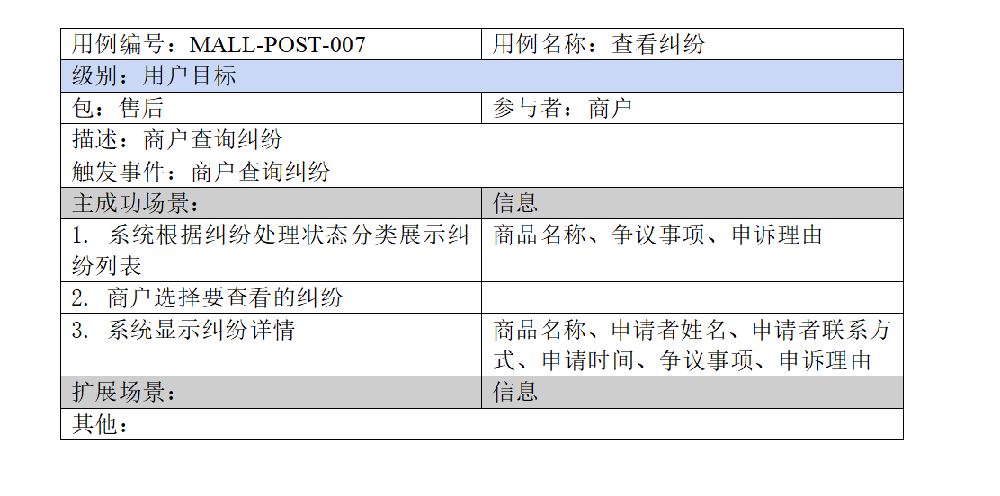 用例编号：MALL-POST-007
用例名称：查看纠纷
级别：用户目标
包：售后
参与者：商户
描述：商户查询纠纷
触发事件：商户查询纠纷
主成功场景：
信息
1. 系统根据纠纷处理状态分类展示纠
纷列表
商品名称、争议事项、申诉理由
2. 商户选择要查看的纠纷
3. 系统显示纠纷详情
商品名称、申请者姓名、申请者联系方
式、申请时间、争议事项、申诉理由
扩展场景：
信息
其他：